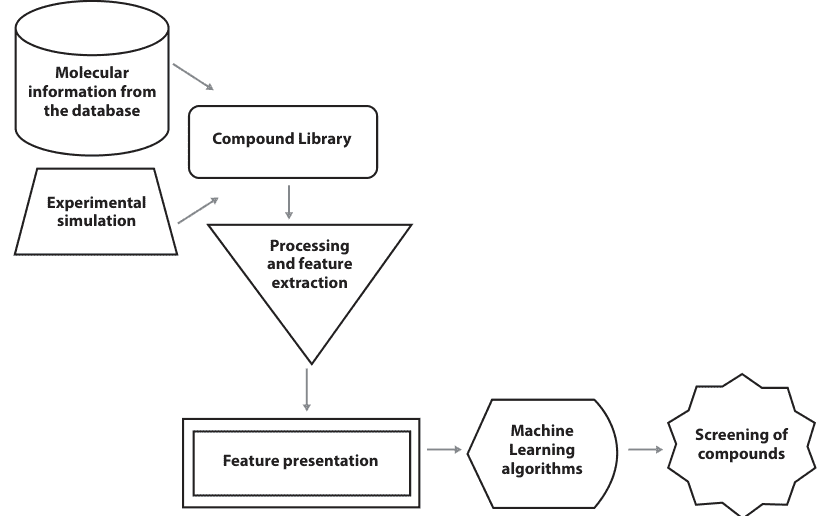 Molecular
information from
the database
Compound Library
Experimental
simulation
Processing
and feature
extraction
Feature presentation
Machine
Learning
algorithms
Screening of
compounds